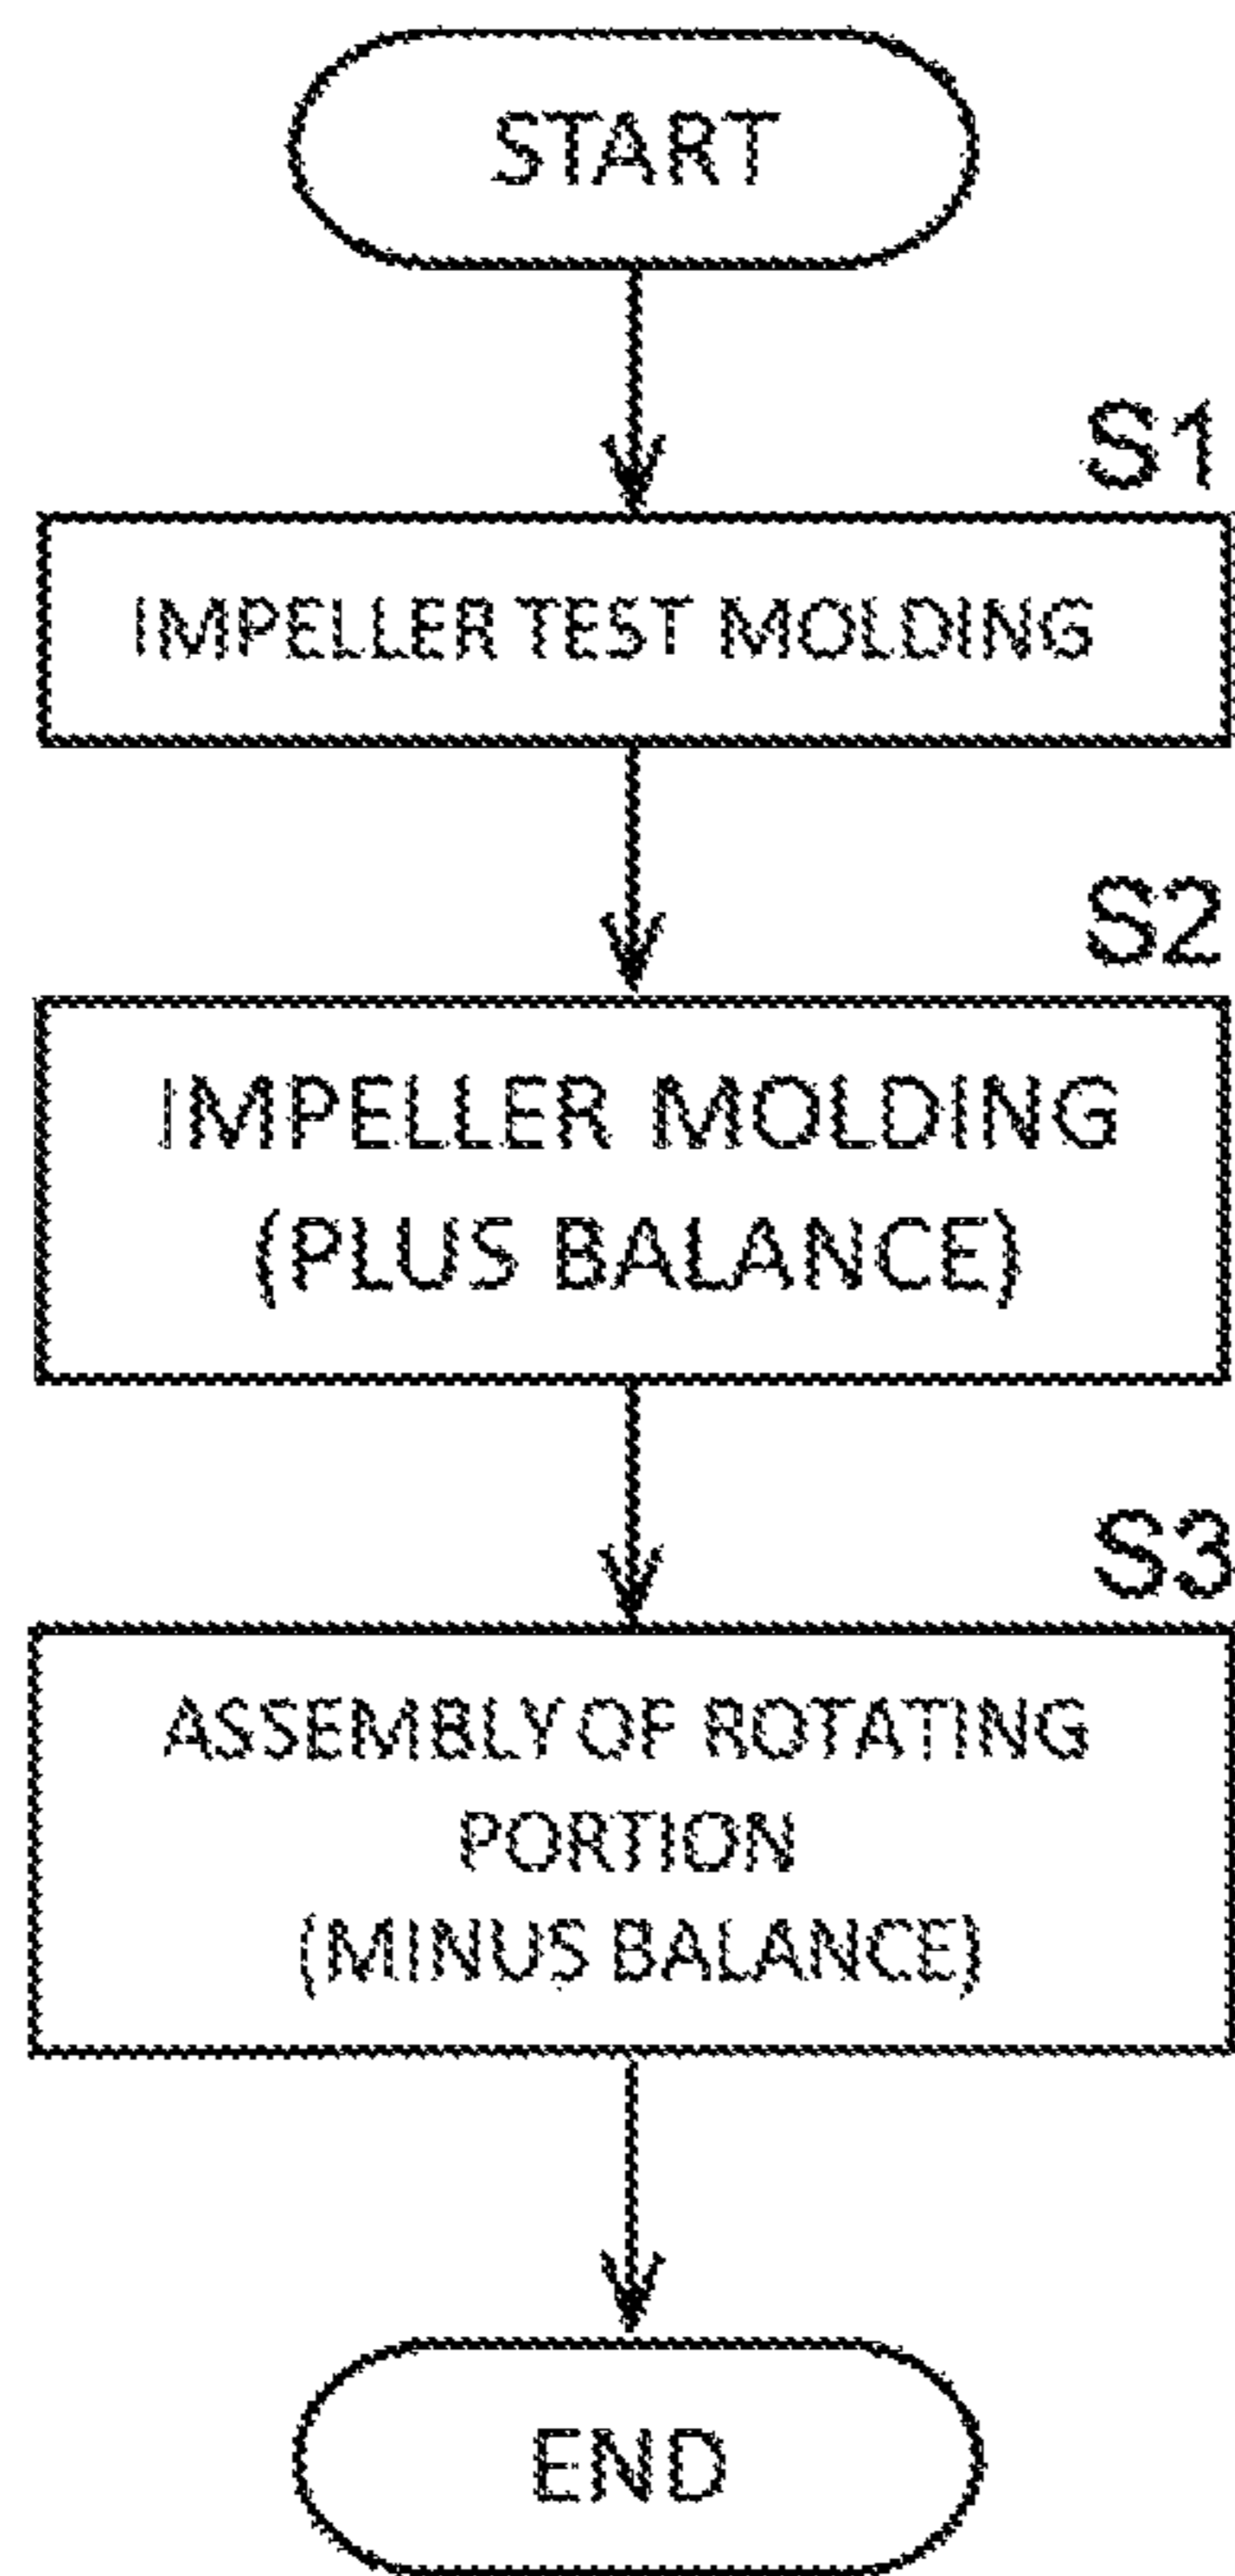 START
S1
IMPELLER TEST MOLDING
S2
IMPELLER MOLDING
(PLUS BALANCE)
S3
ASSEMBLY OF ROTATING
PORTION
(MINUS BALANCE)
END